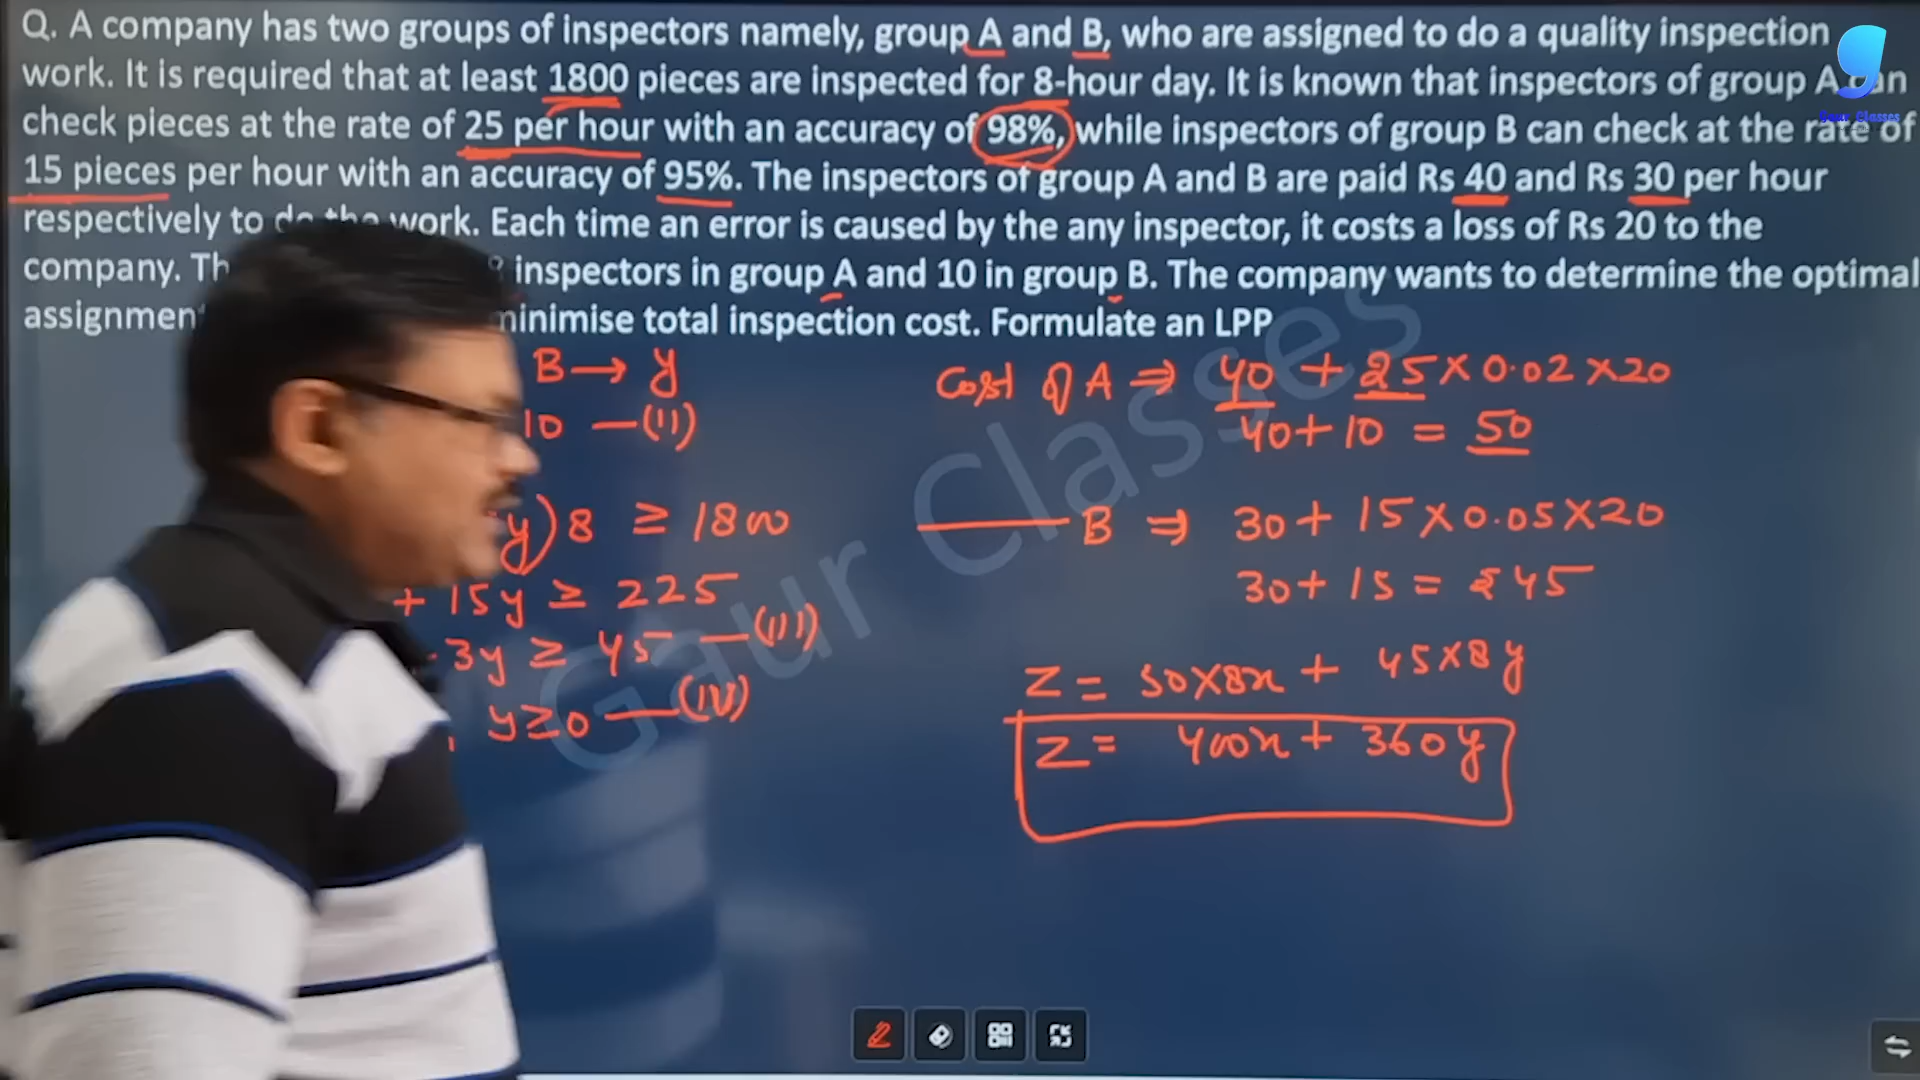 Q. A company has two groups of inspectors namely, group A and B, who are assigned to do a quality inspection
work. It is required that at least 1800 pieces are inspected for 8-hour day. It is known that inspectors of group A can
check pieces at the rate of 25 per hour with an accuracy of 98%, while inspectors of group B can check at the rate of
15 pieces per hour with an accuracy of 95%. The inspectors of group A and B are paid Rs 40 and Rs 30 per hour
respectively to do the work. Each time an error is caused by the any inspector, it costs a loss of Rs 20 to the
company. Th inspectors in group A and 10 in group B. The company wants to determine the optimal
assignmen minimise total inspection cost. Formulate an LPP
B → y
10 — (II)
y) 8 ≥ 1800
+ 15y ≥ 225
3y ≥ 45 — (III)
, y ≥ 0 — (IV)
Cost of A ⇒ 40 + 25 × 0.02 × 20
40 + 10 = 50
B ⇒ 30 + 15 × 0.05 × 20
30 + 15 = ₹45
Z = 50×8x + 45×8y
Z = 400x + 360y
Gaur Classes
Gaur Classes